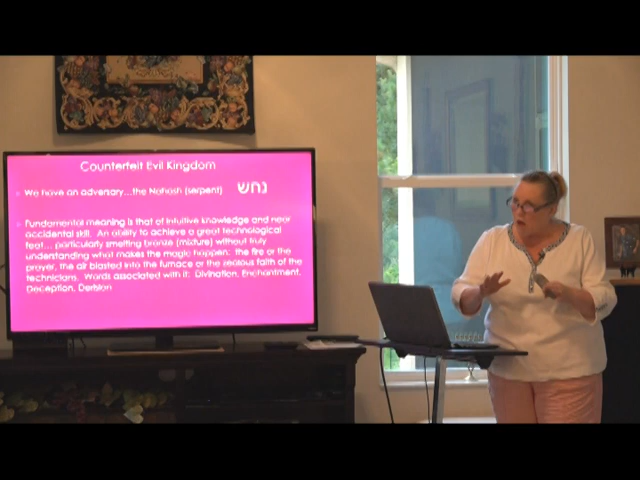 Counterfeit Evil Kingdom
We have an adversary...the Nahash (serpent) נחש
Fundamental meaning is that of intuitive knowledge and near
accidental skill. An ability to achieve a great technological
feat... particularly smelting bronze (mixture) without truly
understanding what makes the magic happen: the fire or the
prayer, the air blasted into the furnace or the zealous faith of the
technicians. Words associated with it: Divination, Enchantment,
Deception, Derision